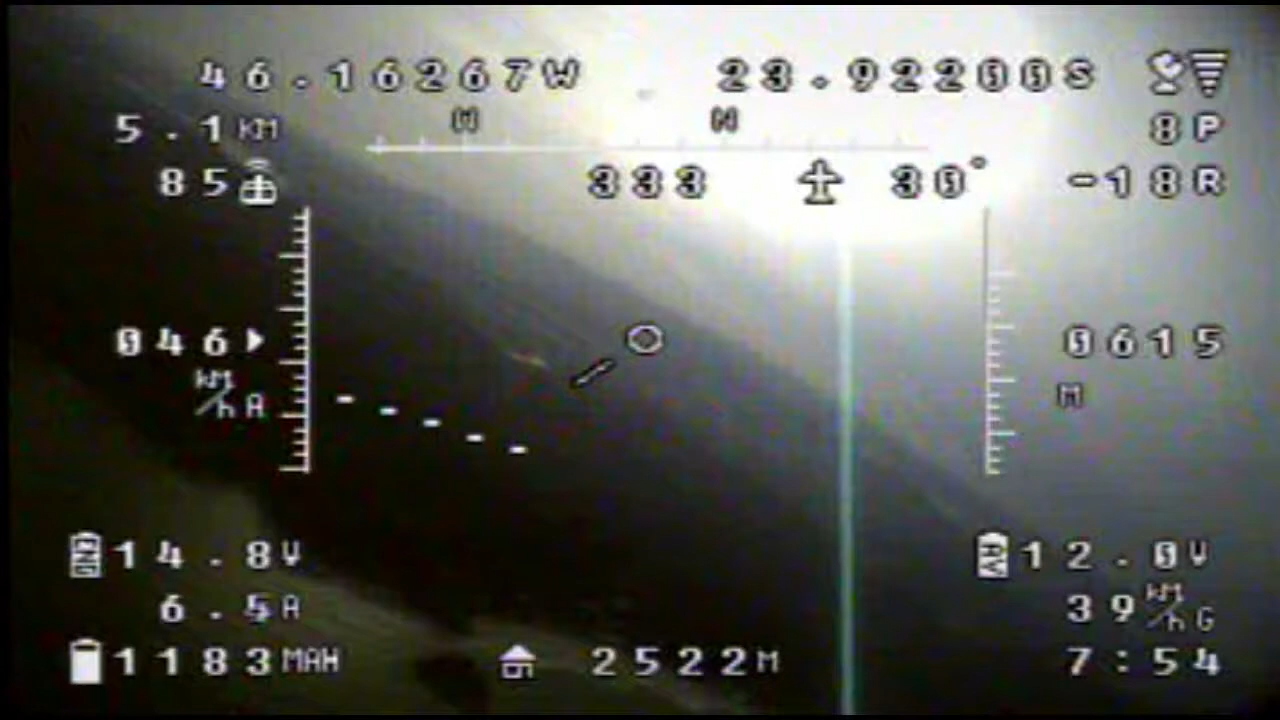 46.16267W 23.92200S
5.1KM W N 8P
85 333 30° -18R
046 0615
km/h A M
14.8V 12.0V
6.5A 39 km/h G
1183MAH 2522M 7:54